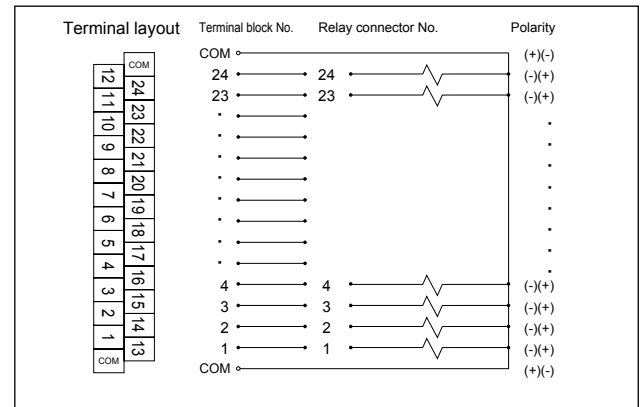 Terminal layout Terminal block No. Relay connector No. Polarity
COM
12
11
10
9
8
7
6
5
4
3
2
1
COM
24
23
22
21
20
19
18
17
16
15
14
13
COM
COM (+)(-)
24 24 (-)(+)
23 23 (-)(+)
4 4 (-)(+)
3 3 (-)(+)
2 2 (-)(+)
1 1 (-)(+)
COM (+)(-)